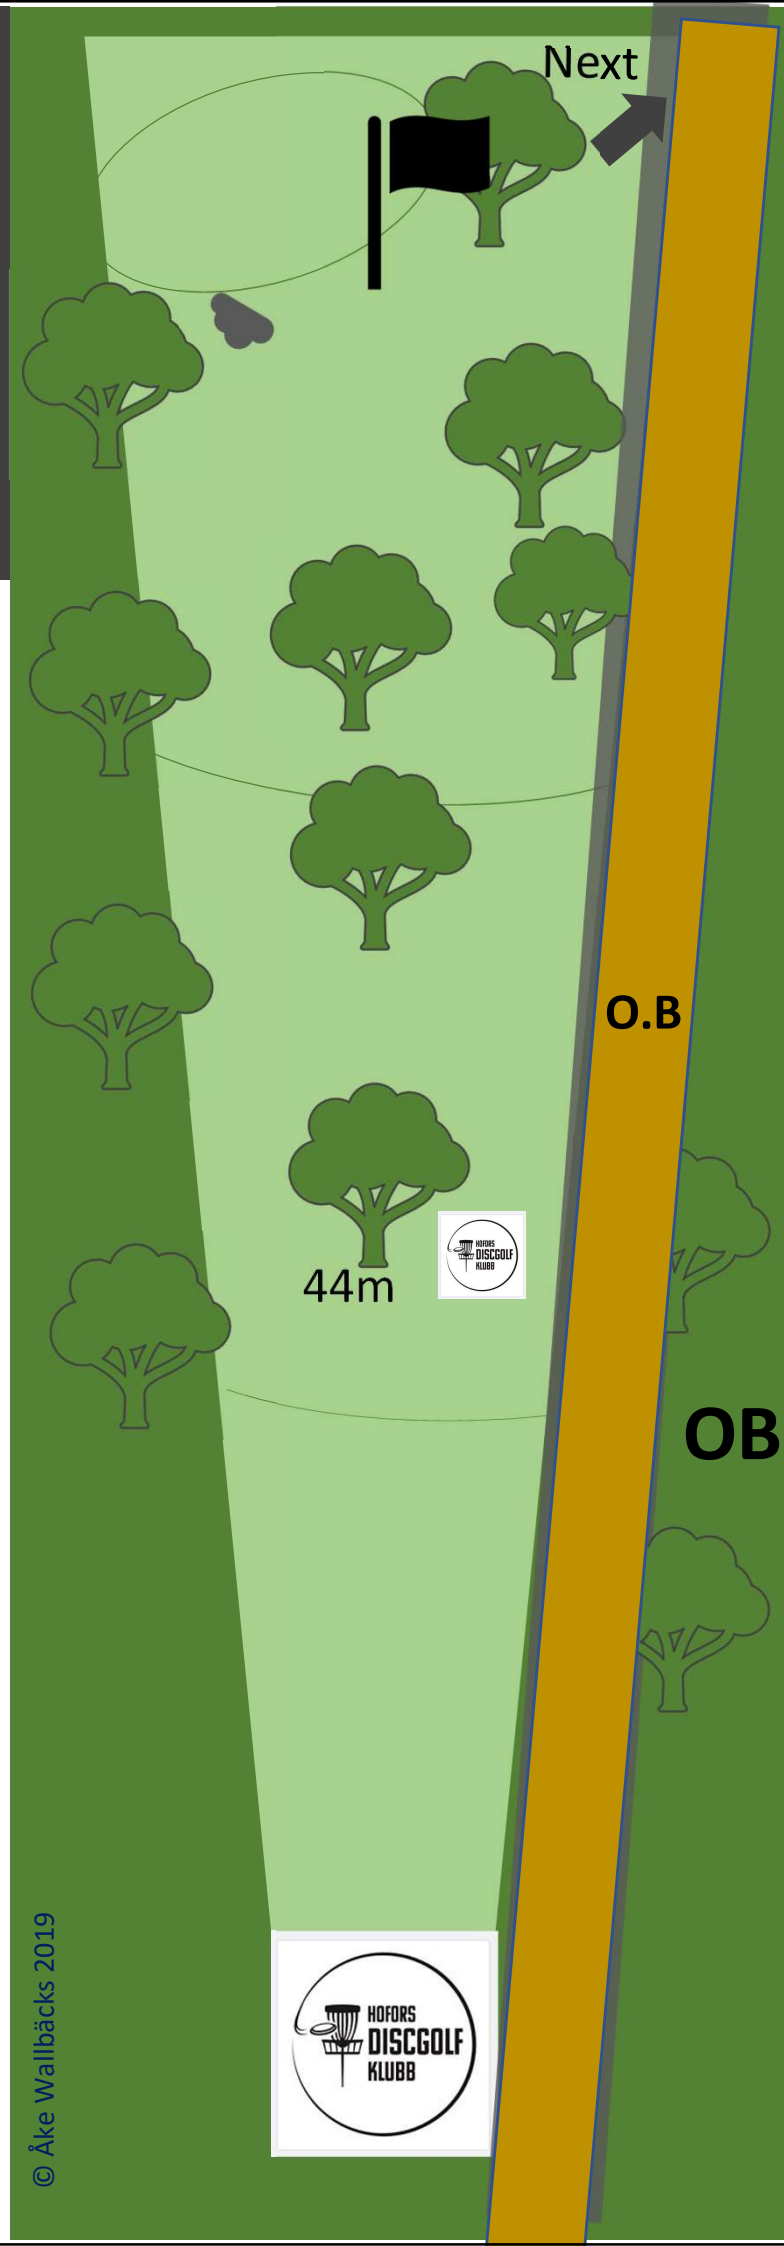 Next
O.B
HOFORS
DISCGOLF
KLUBB
44m
OB
© Åke Wallbäcks 2019
HOFORS
DISCGOLF
KLUBB